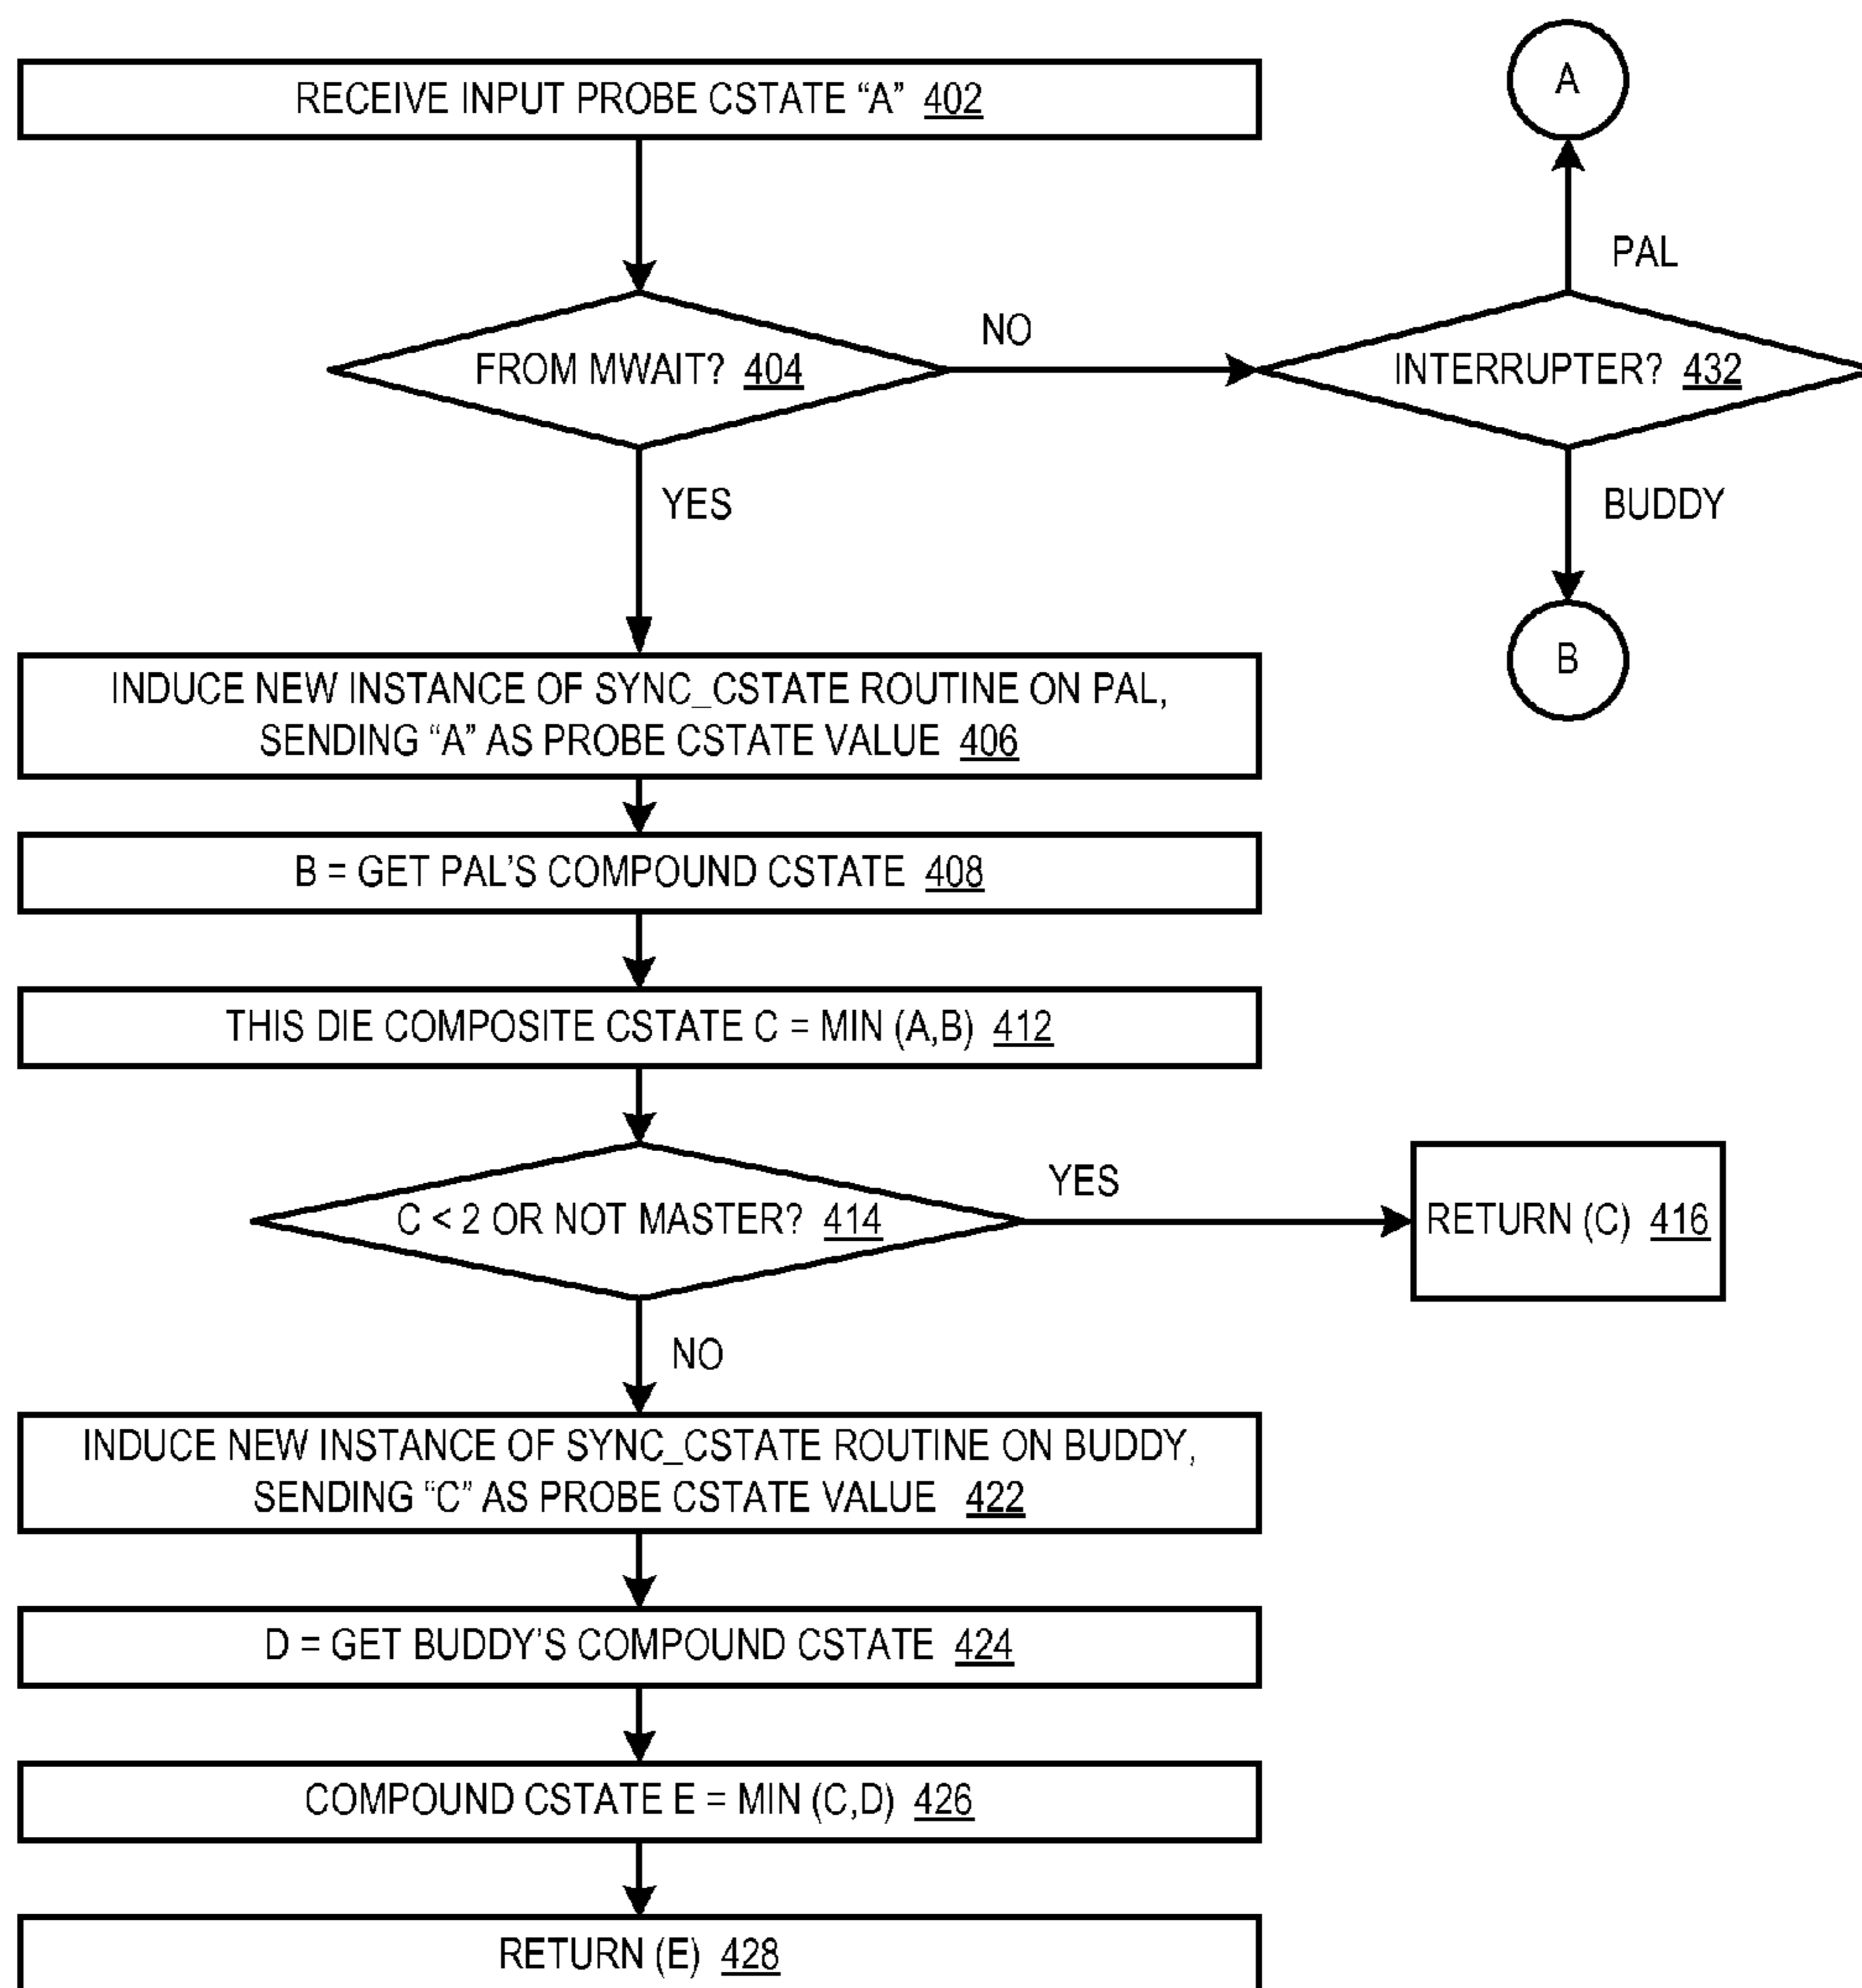 RECEIVE INPUT PROBE CSTATE “A” 402
A
PAL
FROM MWAIT? 404
NO
INTERRUPTER? 432
YES
BUDDY
B
INDUCE NEW INSTANCE OF SYNC_CSTATE ROUTINE ON PAL,
SENDING “A” AS PROBE CSTATE VALUE 406
B = GET PAL’S COMPOUND CSTATE 408
THIS DIE COMPOSITE CSTATE C = MIN (A,B) 412
C < 2 OR NOT MASTER? 414
YES
RETURN (C) 416
NO
INDUCE NEW INSTANCE OF SYNC_CSTATE ROUTINE ON BUDDY,
SENDING “C” AS PROBE CSTATE VALUE 422
D = GET BUDDY’S COMPOUND CSTATE 424
COMPOUND CSTATE E = MIN (C,D) 426
RETURN (E) 428